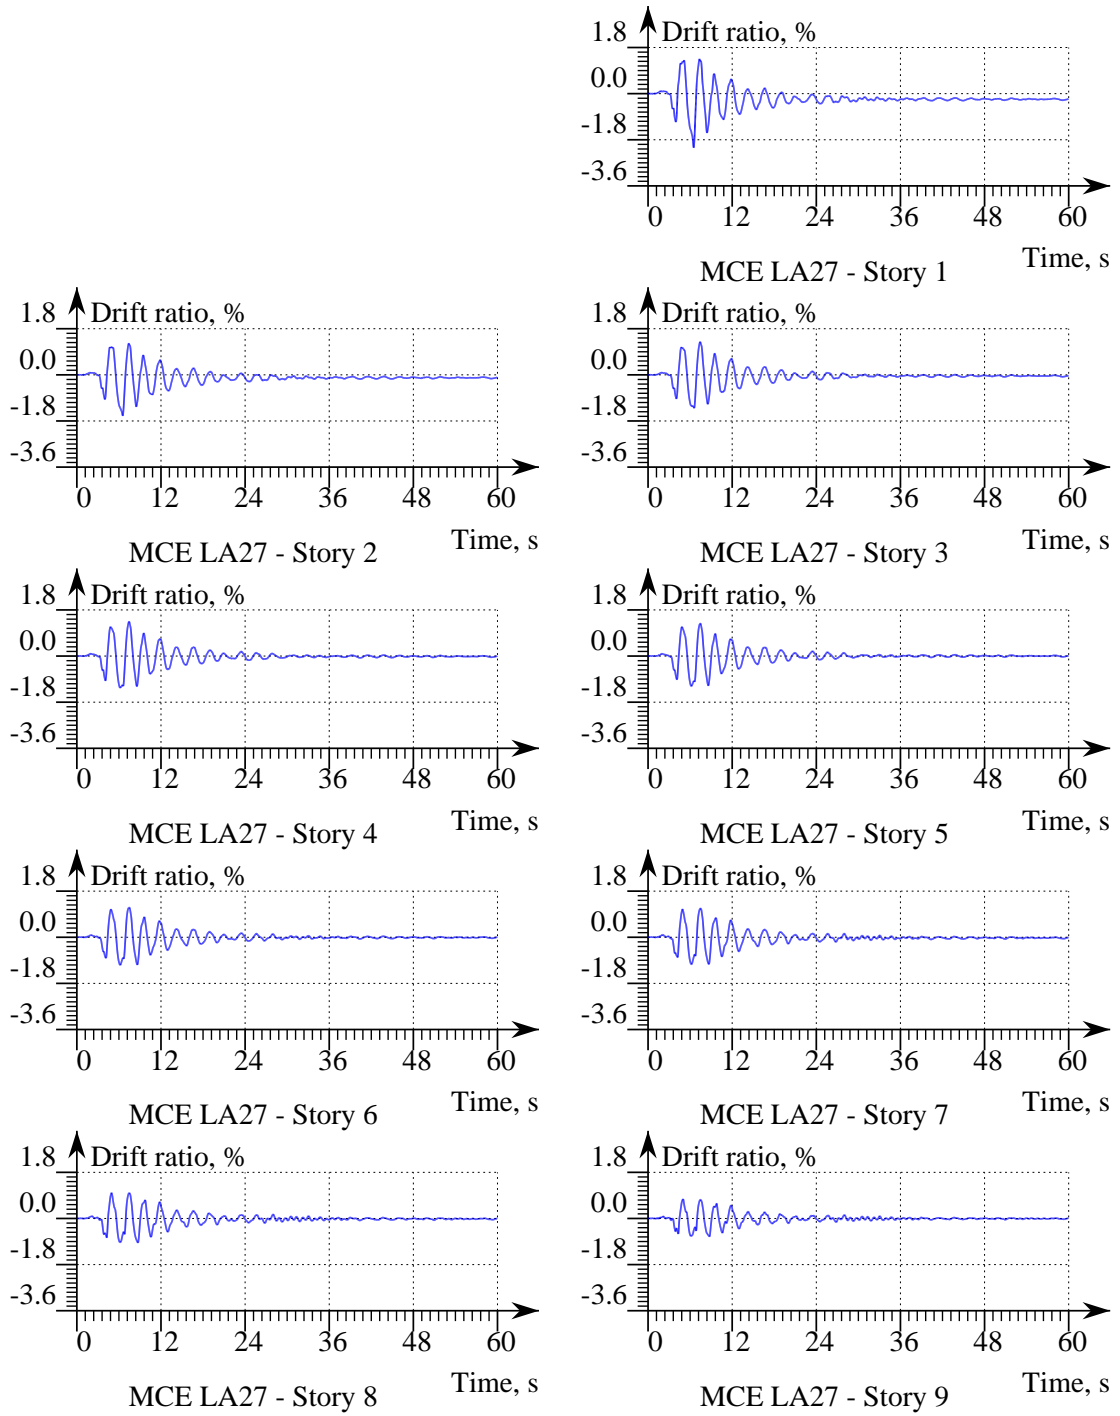 Drift ratio, %
1.8
0.0
-1.8
-3.6
0 12 24 36 48 60
Time, s
MCE LA27 - Story 1
Drift ratio, %
1.8
0.0
-1.8
-3.6
0 12 24 36 48 60
Time, s
MCE LA27 - Story 2
Drift ratio, %
1.8
0.0
-1.8
-3.6
0 12 24 36 48 60
Time, s
MCE LA27 - Story 3
Drift ratio, %
1.8
0.0
-1.8
-3.6
0 12 24 36 48 60
Time, s
MCE LA27 - Story 4
Drift ratio, %
1.8
0.0
-1.8
-3.6
0 12 24 36 48 60
Time, s
MCE LA27 - Story 5
Drift ratio, %
1.8
0.0
-1.8
-3.6
0 12 24 36 48 60
Time, s
MCE LA27 - Story 6
Drift ratio, %
1.8
0.0
-1.8
-3.6
0 12 24 36 48 60
Time, s
MCE LA27 - Story 7
Drift ratio, %
1.8
0.0
-1.8
-3.6
0 12 24 36 48 60
Time, s
MCE LA27 - Story 8
Drift ratio, %
1.8
0.0
-1.8
-3.6
0 12 24 36 48 60
Time, s
MCE LA27 - Story 9